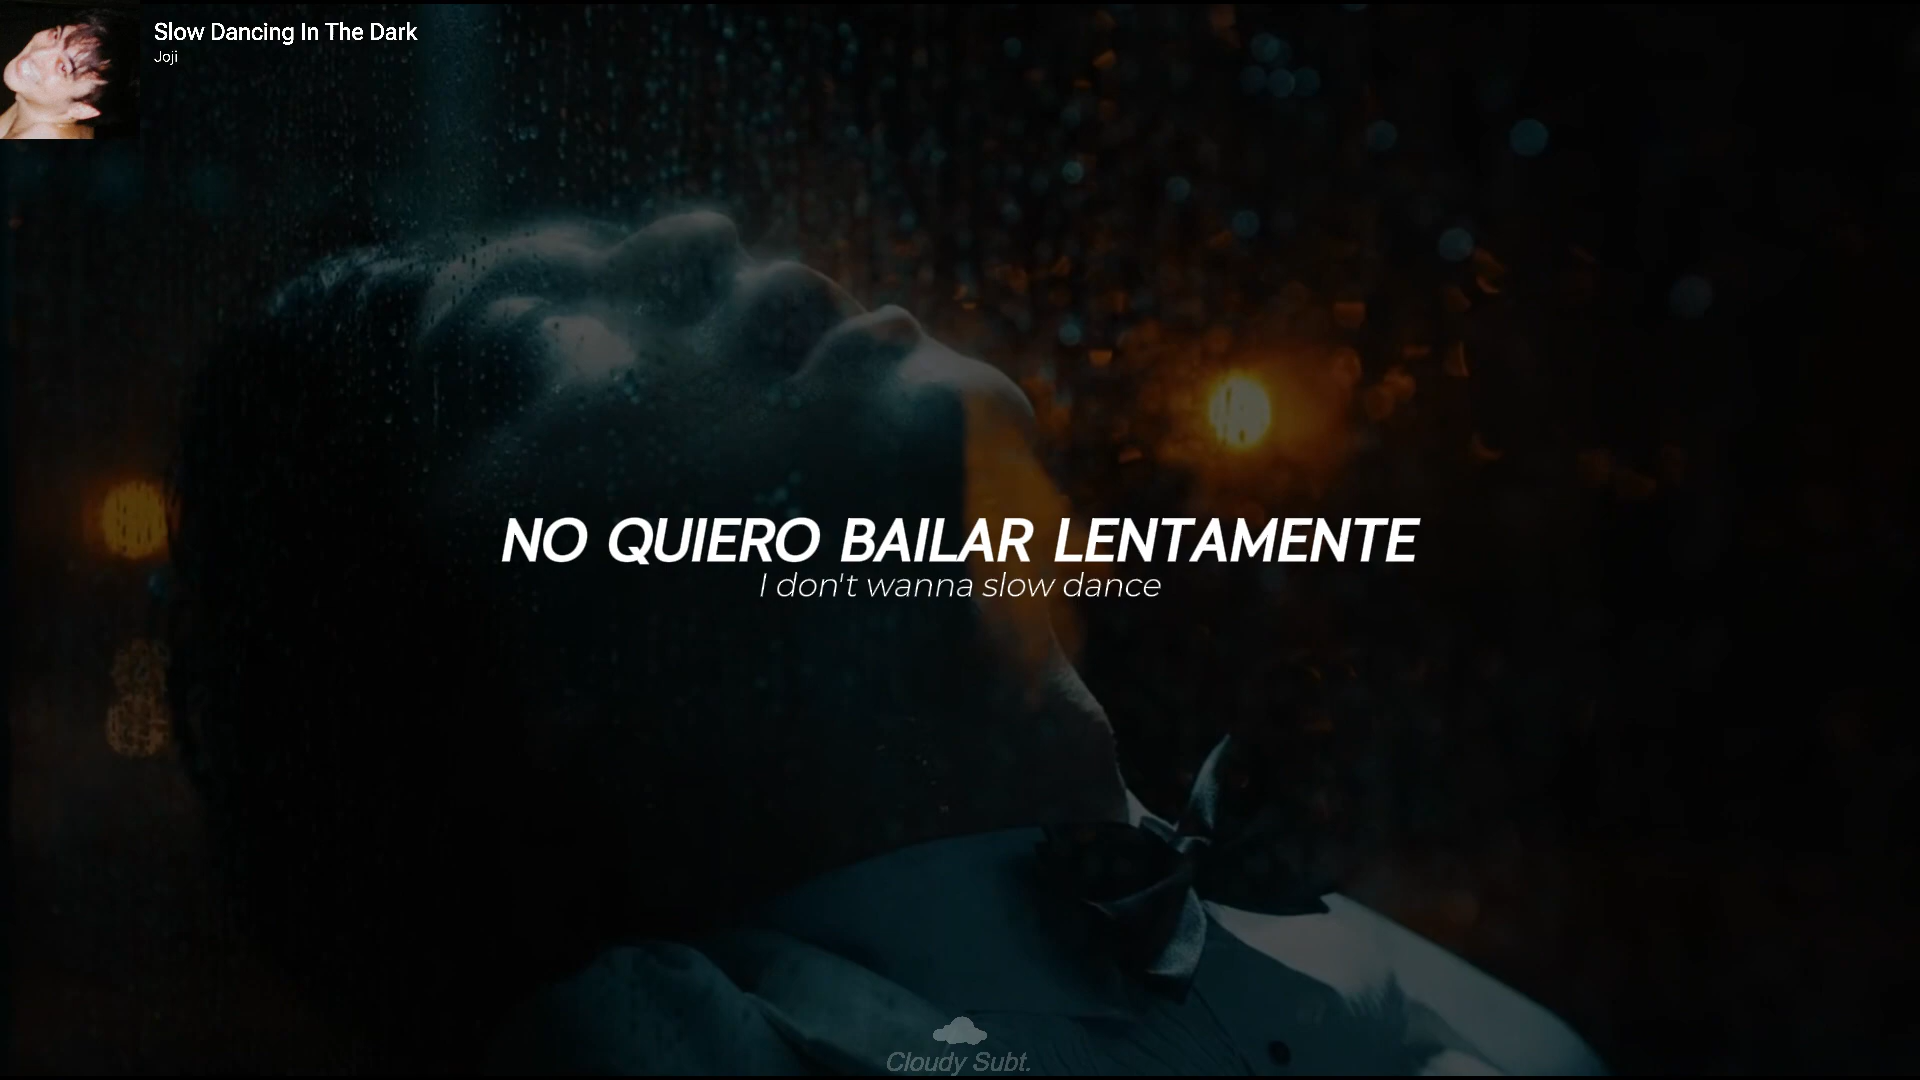 Slow Dancing In The Dark
Joji
NO QUIERO BAILAR LENTAMENTE
I don't wanna slow dance
Cloudy Subt.